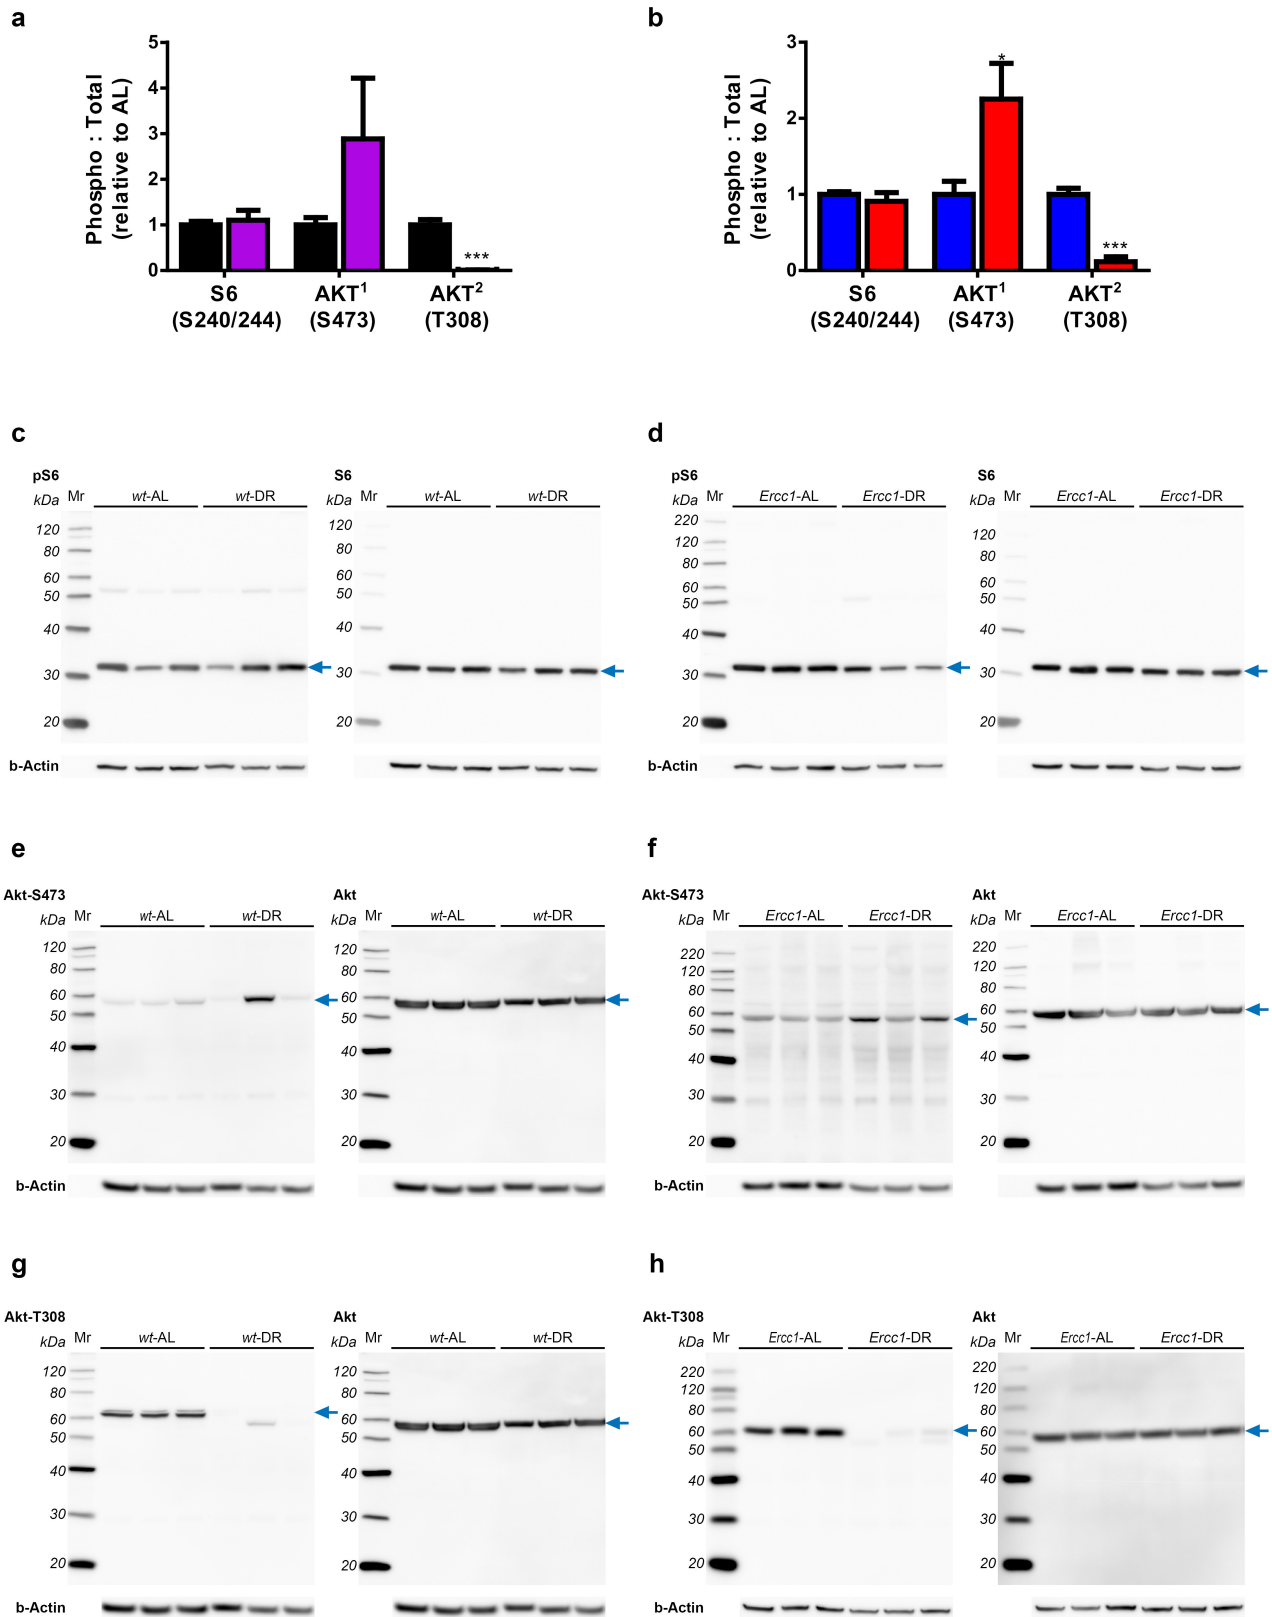 a
5
4
3
2
1
0
Phospho : Total
(relative to AL)
***
S6
(S240/244)
AKT1
(S473)
AKT2
(T308)
b
3
2
1
0
Phospho : Total
(relative to AL)
*
***
S6
(S240/244)
AKT1
(S473)
AKT2
(T308)
c
pS6
kDa Mr wt-AL wt-DR
120
80
60
50
40
30
20
b-Actin
S6
kDa Mr wt-AL wt-DR
120
80
60
50
40
30
20
d
pS6
kDa Mr Ercc1-AL Ercc1-DR
220
120
80
60
50
40
30
20
b-Actin
S6
kDa Mr Ercc1-AL Ercc1-DR
120
80
60
50
40
30
20
e
Akt-S473
kDa Mr wt-AL wt-DR
120
80
60
50
40
30
20
b-Actin
Akt
kDa Mr wt-AL wt-DR
120
80
60
50
40
30
20
f
Akt-S473
kDa Mr Ercc1-AL Ercc1-DR
220
120
80
60
50
40
30
20
b-Actin
Akt
kDa Mr Ercc1-AL Ercc1-DR
220
120
80
60
50
40
30
20
g
Akt-T308
kDa Mr wt-AL wt-DR
120
80
60
50
40
30
20
b-Actin
Akt
kDa Mr wt-AL wt-DR
120
80
60
50
40
30
20
h
Akt-T308
kDa Mr Ercc1-AL Ercc1-DR
220
120
80
60
50
40
30
20
b-Actin
Akt
kDa Mr Ercc1-AL Ercc1-DR
220
120
80
60
50
40
30
20